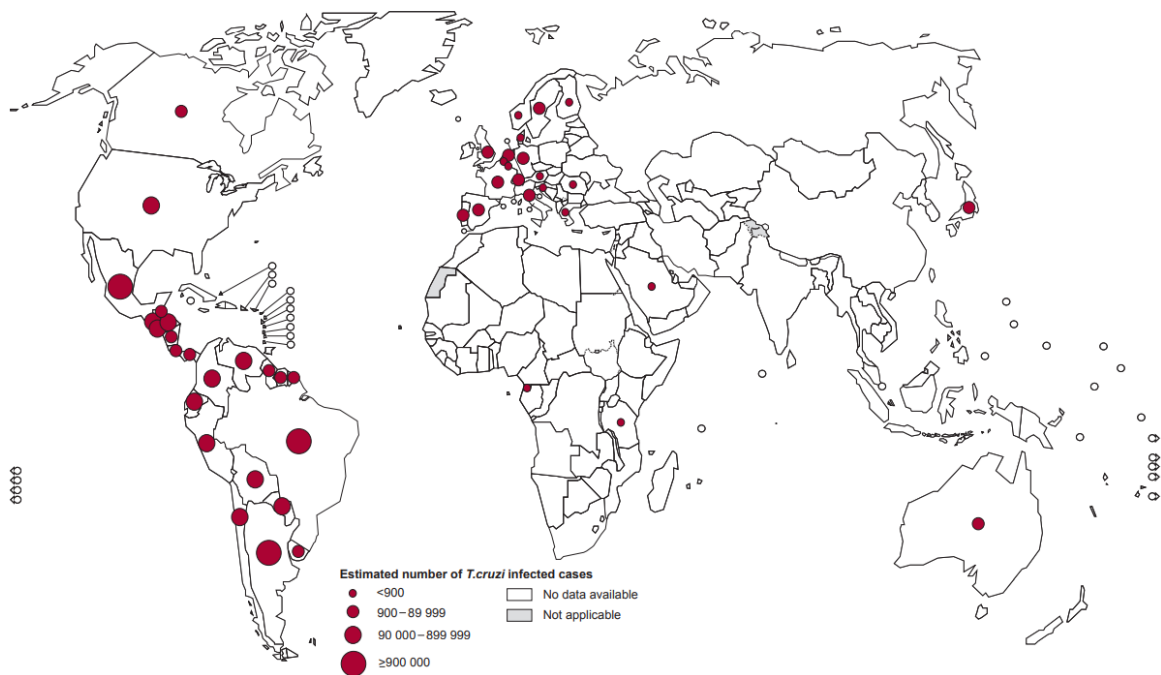 Estimated number of T.cruzi infected cases
<900
900–89 999
90 000–899 999
≥900 000
No data available
Not applicable